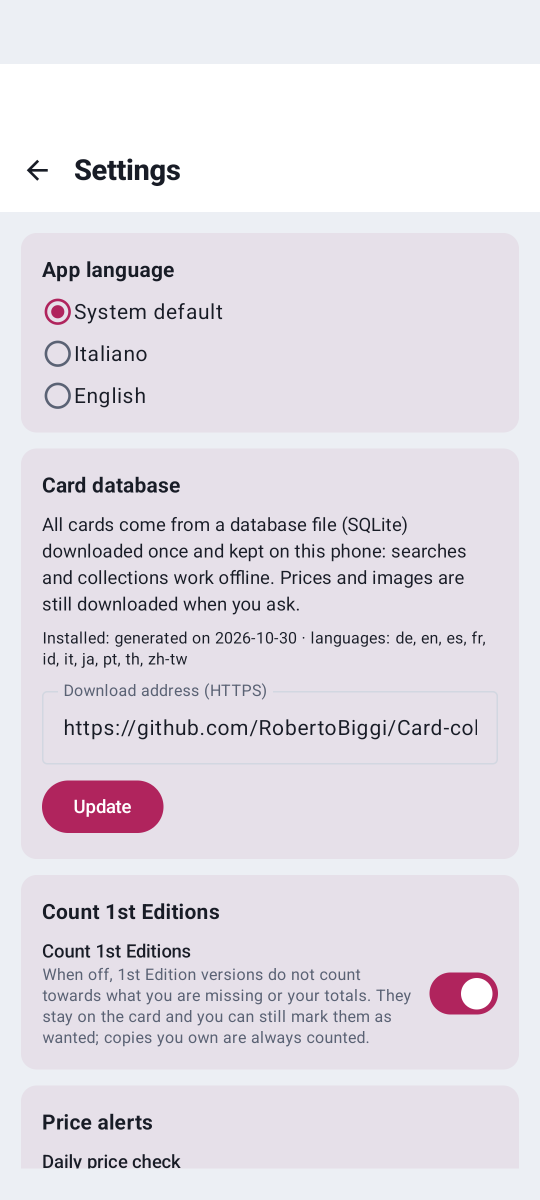 Settings
App language
System default
Italiano
English
Card database
All cards come from a database file (SQLite)
downloaded once and kept on this phone: searches
and collections work offline. Prices and images are
still downloaded when you ask.
Installed: generated on 2026-10-30 · languages: de, en, es, fr,
id, it, ja, pt, th, zh-tw
Download address (HTTPS)
https://github.com/RobertoBiggi/Card-col
Update
Count 1st Editions
Count 1st Editions
When off, 1st Edition versions do not count
towards what you are missing or your totals. They
stay on the card and you can still mark them as
wanted; copies you own are always counted.
Price alerts
Daily price check